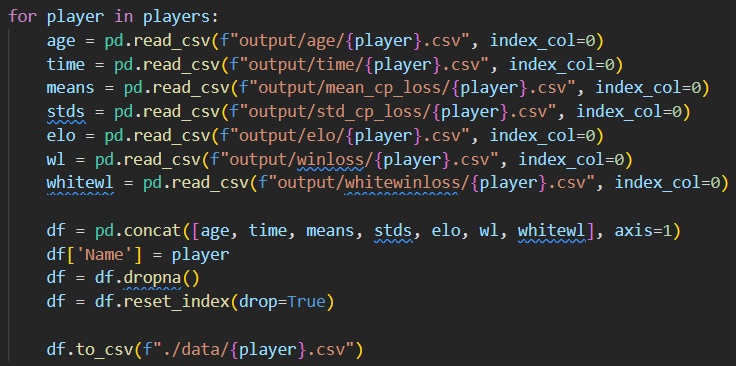 for player in players:
    age = pd.read_csv(f"output/age/{player}.csv", index_col=0)
    time = pd.read_csv(f"output/time/{player}.csv", index_col=0)
    means = pd.read_csv(f"output/mean_cp_loss/{player}.csv", index_col=0)
    stds = pd.read_csv(f"output/std_cp_loss/{player}.csv", index_col=0)
    elo = pd.read_csv(f"output/elo/{player}.csv", index_col=0)
    wl = pd.read_csv(f"output/winloss/{player}.csv", index_col=0)
    whitewl = pd.read_csv(f"output/whitewinloss/{player}.csv", index_col=0)

    df = pd.concat([age, time, means, stds, elo, wl, whitewl], axis=1)
    df['Name'] = player
    df = df.dropna()
    df = df.reset_index(drop=True)

    df.to_csv(f"./data/{player}.csv")